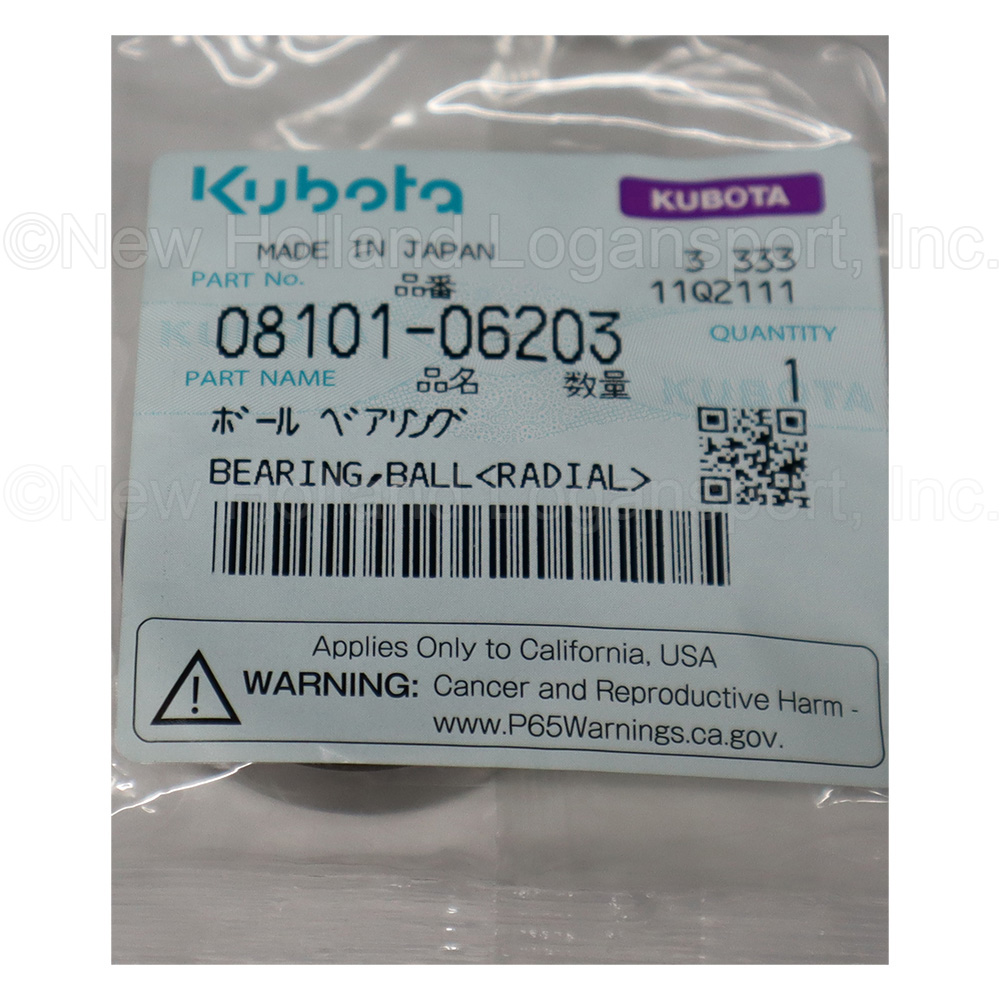 Kubota
KUBOTA
MADE IN JAPAN
3 333
PART No.
品番
11Q2111
08101-06203
QUANTITY
PART NAME
品名
数量
1
ボール ベアリング
BEARING,BALL<RADIAL>
Applies Only to California, USA
WARNING: Cancer and Reproductive Harm -
www.P65Warnings.ca.gov.
KUBOTA
KUBOTA
©New Holland Logansport, Inc.
©New Holland Logansport, Inc.